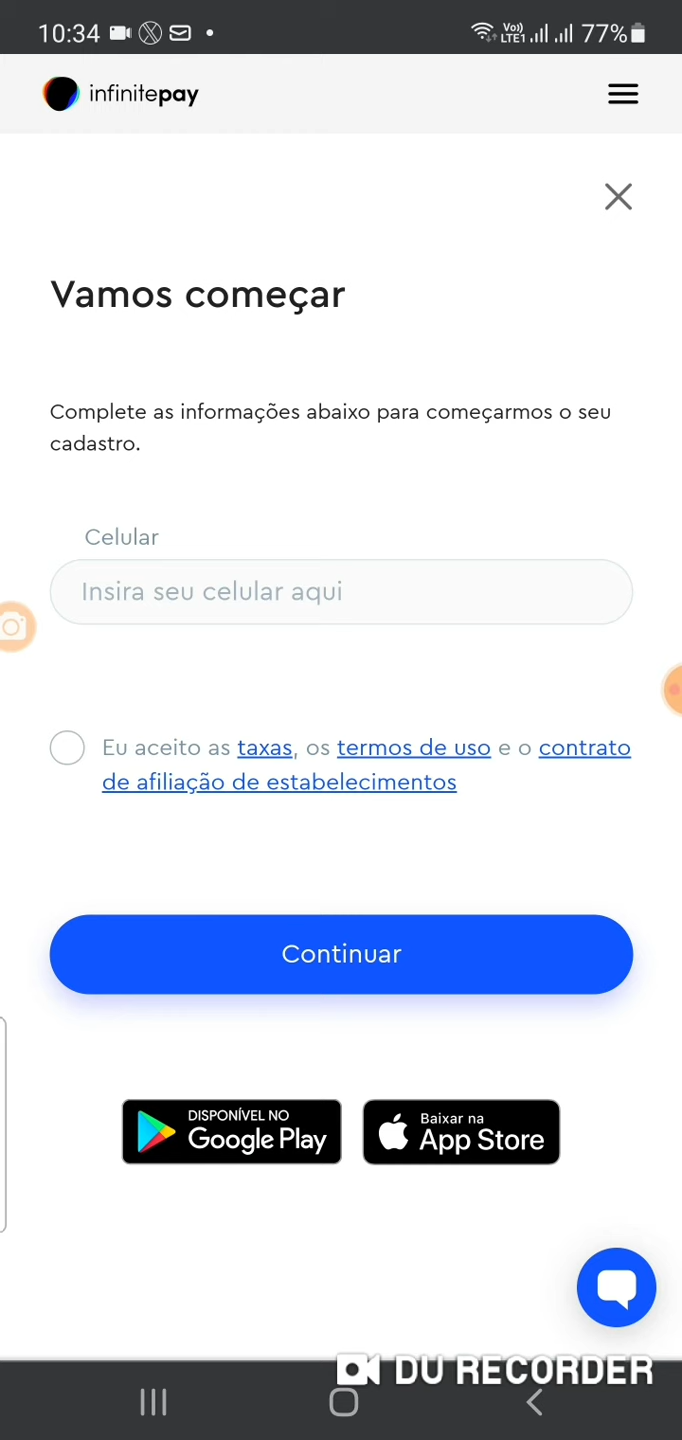 10:34 Vo)) LTE1 77%
infinitepay
Vamos começar
Complete as informações abaixo para começarmos o seu
cadastro.
Celular
Insira seu celular aqui
Eu aceito as taxas, os termos de uso e o contrato
de afiliação de estabelecimentos
Continuar
DISPONÍVEL NO
Google Play
Baixar na
App Store
DU RECORDER